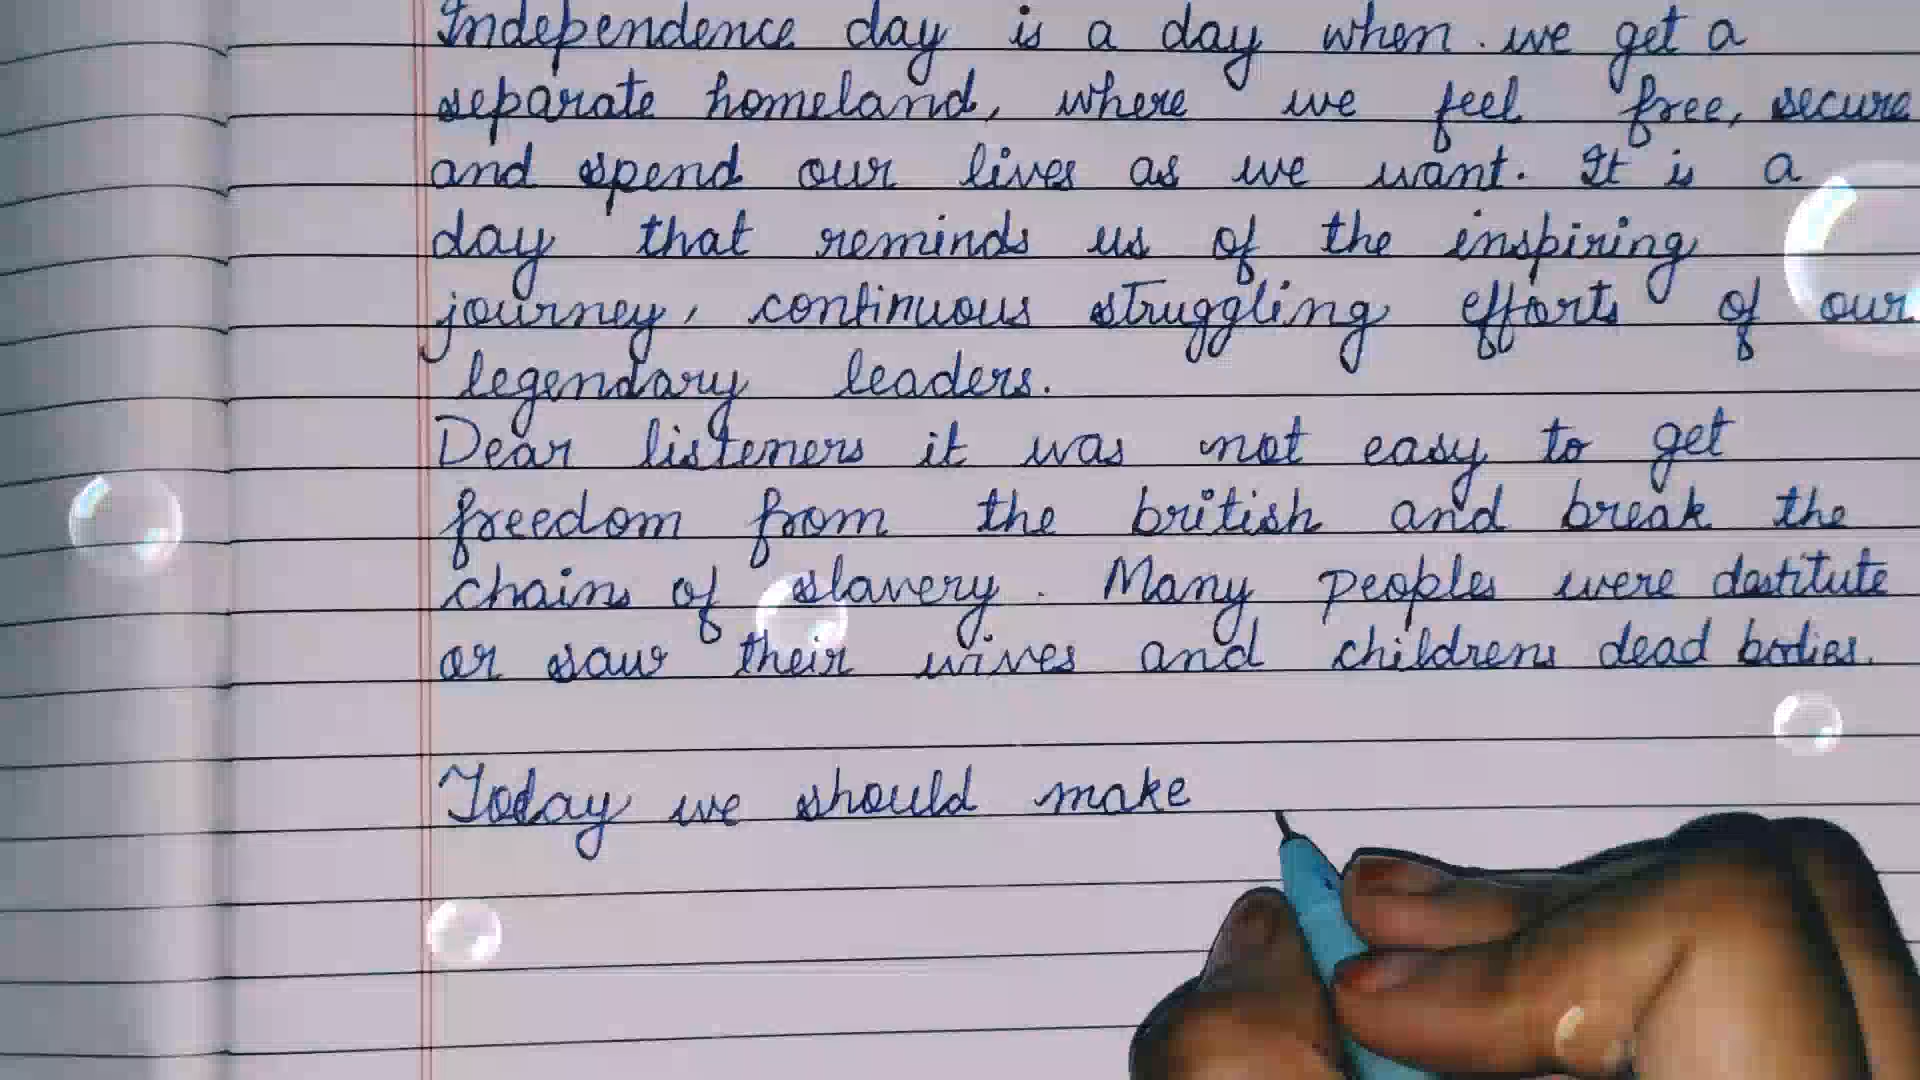 Independence day is a day when we get a
separate homeland, where we feel free, secure
and spend our lives as we want. It is a
day that reminds us of the inspiring
journey, continuous struggling efforts of our
legendary leaders.
Dear listeners it was not easy to get
freedom from the british and break the
chains of slavery. Many peoples were destitute
or saw their wives and childrens dead bodies.
Today we should make